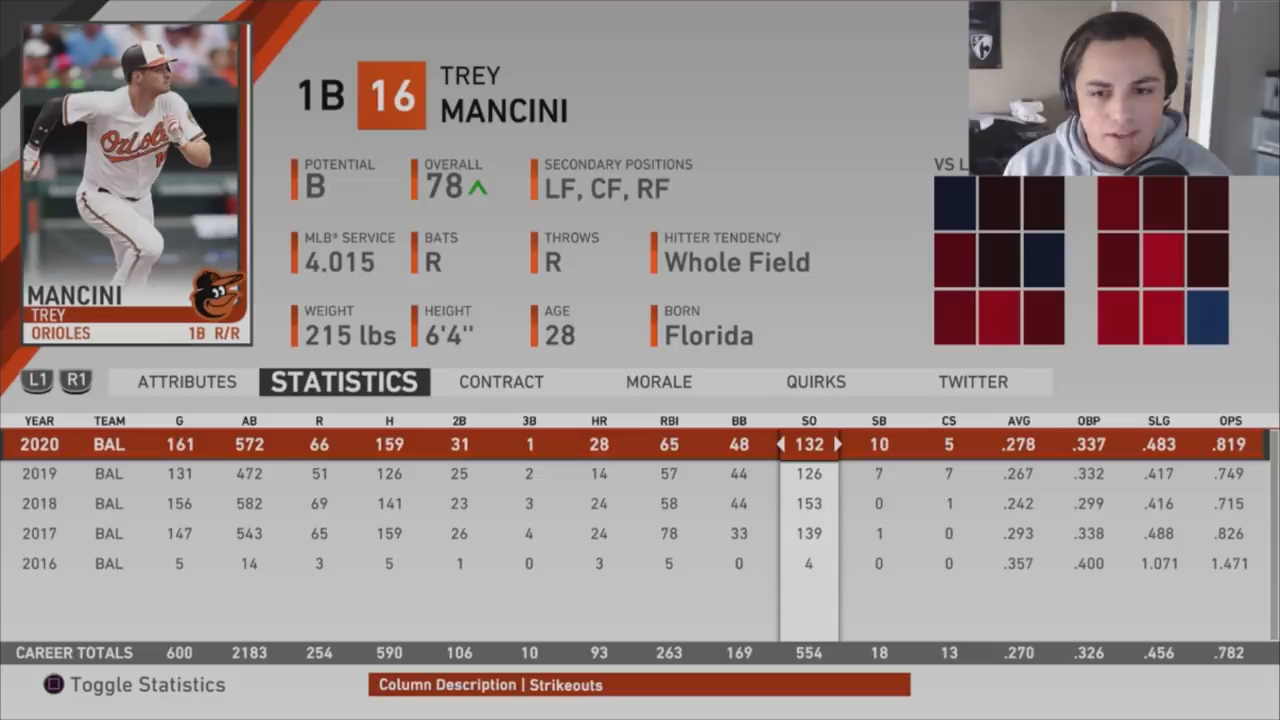 1B 16 TREY MANCINI
POTENTIAL OVERALL SECONDARY POSITIONS VS L
B 78 LF, CF, RF
MLB® SERVICE BATS THROWS HITTER TENDENCY
4.015 R R Whole Field
WEIGHT HEIGHT AGE BORN
215 lbs 6'4" 28 Florida
Orioles
MANCINI
TREY
ORIOLES 1B R/R
L1 R1 ATTRIBUTES STATISTICS CONTRACT MORALE QUIRKS TWITTER
YEAR TEAM G AB R H 2B 3B HR RBI BB SO SB CS AVG OBP SLG OPS
2020 BAL 161 572 66 159 31 1 28 65 48 132 10 5 .278 .337 .483 .819
2019 BAL 131 472 51 126 25 2 14 57 44 126 7 7 .267 .332 .417 .749
2018 BAL 156 582 69 141 23 3 24 58 44 153 0 1 .242 .299 .416 .715
2017 BAL 147 543 65 159 26 4 24 78 33 139 1 0 .293 .338 .488 .826
2016 BAL 5 14 3 5 1 0 3 5 0 4 0 0 .357 .400 1.071 1.471
CAREER TOTALS 600 2183 254 590 106 10 93 263 169 554 18 13 .270 .326 .456 .782
Toggle Statistics
Column Description | Strikeouts